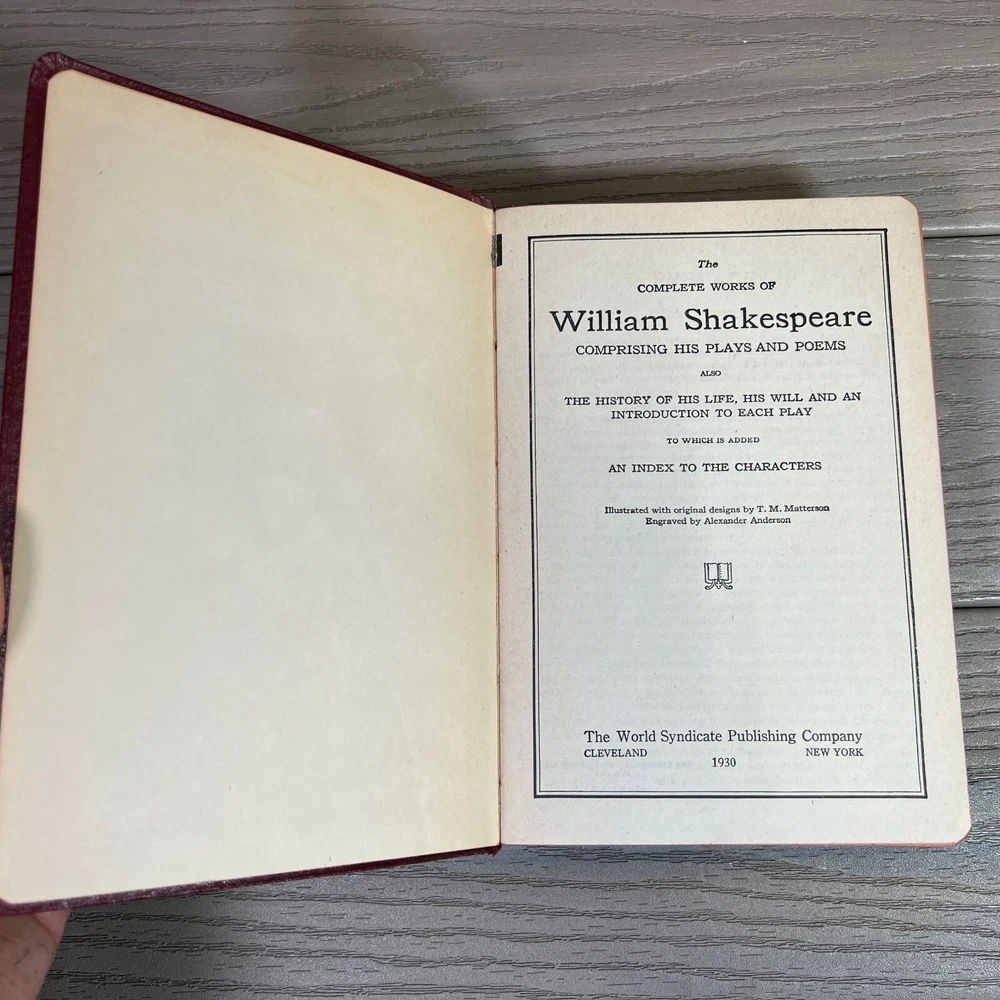 The
COMPLETE WORKS OF
William Shakespeare
COMPRISING HIS PLAYS AND POEMS
ALSO
THE HISTORY OF HIS LIFE, HIS WILL AND AN
INTRODUCTION TO EACH PLAY
TO WHICH IS ADDED
AN INDEX TO THE CHARACTERS
Illustrated with original designs by T. M. Matterson
Engraved by Alexander Anderson
The World Syndicate Publishing Company
CLEVELAND NEW YORK
1930